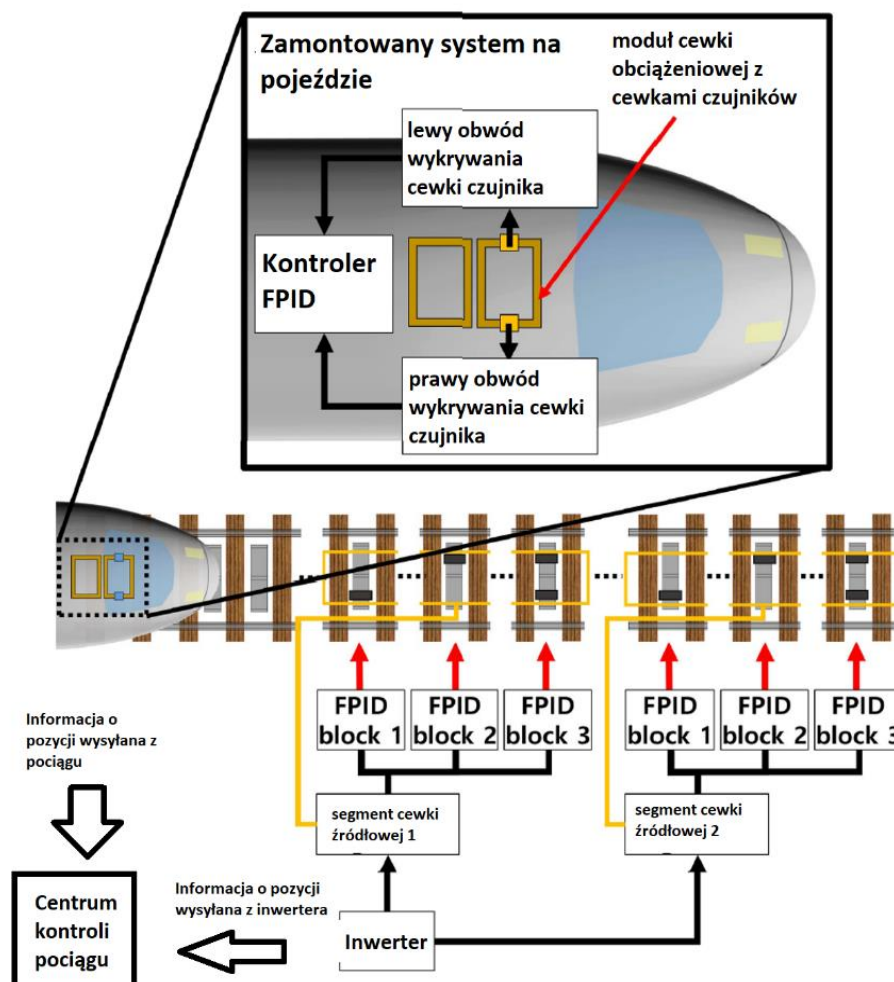 Zamontowany system na
pojeździe
moduł cewki
obciążeniowej z
cewkami czujników
lewy obwód
wykrywania
cewki czujnika
Kontroler
FPID
prawy obwód
wykrywania cewki
czujnika
FPID
block 1
FPID
block 2
FPID
block 3
FPID
block 1
FPID
block 2
FPID
block 3
Informacja o
pozycji wysyłana z
pociągu
segment cewki
źródłowej 1
segment cewki
źródłowej 2
Centrum
kontroli
pociągu
Informacja o pozycji
wysyłana z inwertera
Inwerter